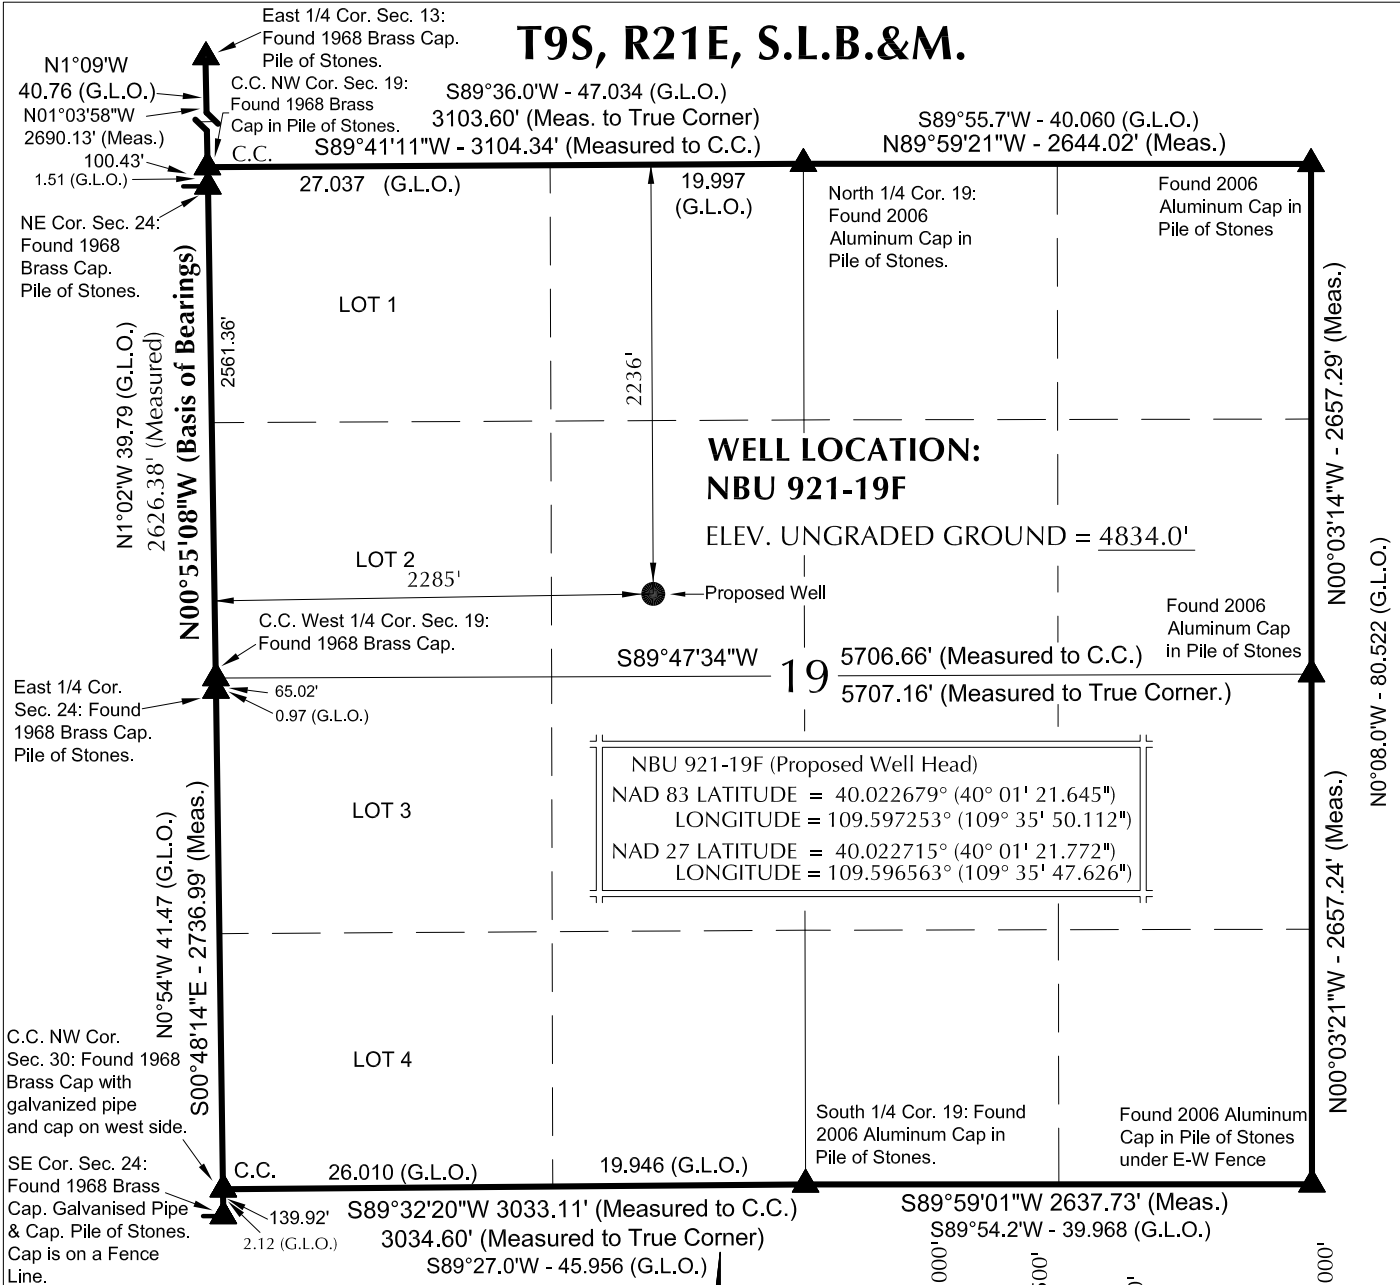 T9S, R21E, S.L.B.&M.
East 1/4 Cor. Sec. 13:
Found 1968 Brass Cap.
Pile of Stones.
N1°09'W
40.76 (G.L.O.)
N01°03'58"W
2690.13' (Meas.)
100.43'
1.51 (G.L.O.)
C.C. NW Cor. Sec. 19:
Found 1968 Brass
Cap in Pile of Stones.
C.C.
S89°36.0'W - 47.034 (G.L.O.)
3103.60' (Meas. to True Corner)
S89°41'11"W - 3104.34' (Measured to C.C.)
S89°55.7'W - 40.060 (G.L.O.)
N89°59'21"W - 2644.02' (Meas.)
27.037 (G.L.O.)
19.997
(G.L.O.)
North 1/4 Cor. 19:
Found 2006
Aluminum Cap in
Pile of Stones.
Found 2006
Aluminum Cap in
Pile of Stones
NE Cor. Sec. 24:
Found 1968
Brass Cap.
Pile of Stones.
N1°02'W 39.79 (G.L.O.)
2626.38' (Measured)
N00°55'08"W (Basis of Bearings)
2561.36'
LOT 1
2236'
N00°03'14"W - 2657.29' (Meas.)
WELL LOCATION:
NBU 921-19F
ELEV. UNGRADED GROUND = 4834.0'
LOT 2
2285'
Proposed Well
C.C. West 1/4 Cor. Sec. 19:
Found 1968 Brass Cap.
Found 2006
Aluminum Cap
in Pile of Stones
N0°08.0'W - 80.522 (G.L.O.)
S89°47'34"W
19
5706.66' (Measured to C.C.)
5707.16' (Measured to True Corner.)
East 1/4 Cor.
Sec. 24: Found
1968 Brass Cap.
Pile of Stones.
65.02'
0.97 (G.L.O.)
NBU 921-19F (Proposed Well Head)
NAD 83 LATITUDE = 40.022679° (40° 01' 21.645")
LONGITUDE = 109.597253° (109° 35' 50.112")
NAD 27 LATITUDE = 40.022715° (40° 01' 21.772")
LONGITUDE = 109.596563° (109° 35' 47.626")
LOT 3
N0°54'W 41.47 (G.L.O.)
S00°48'14"E - 2736.99' (Meas.)
N00°03'21"W - 2657.24' (Meas.)
LOT 4
C.C. NW Cor.
Sec. 30: Found 1968
Brass Cap with
galvanized pipe
and cap on west side.
SE Cor. Sec. 24:
Found 1968 Brass
Cap. Galvanised Pipe
& Cap. Pile of Stones.
Cap is on a Fence
Line.
South 1/4 Cor. 19: Found
2006 Aluminum Cap in
Pile of Stones.
Found 2006 Aluminum
Cap in Pile of Stones
under E-W Fence
C.C.
26.010 (G.L.O.)
19.946 (G.L.O.)
139.92'
2.12 (G.L.O.)
S89°32'20"W 3033.11' (Measured to C.C.)
3034.60' (Measured to True Corner)
S89°27.0'W - 45.956 (G.L.O.)
S89°59'01"W 2637.73' (Meas.)
S89°54.2'W - 39.968 (G.L.O.)